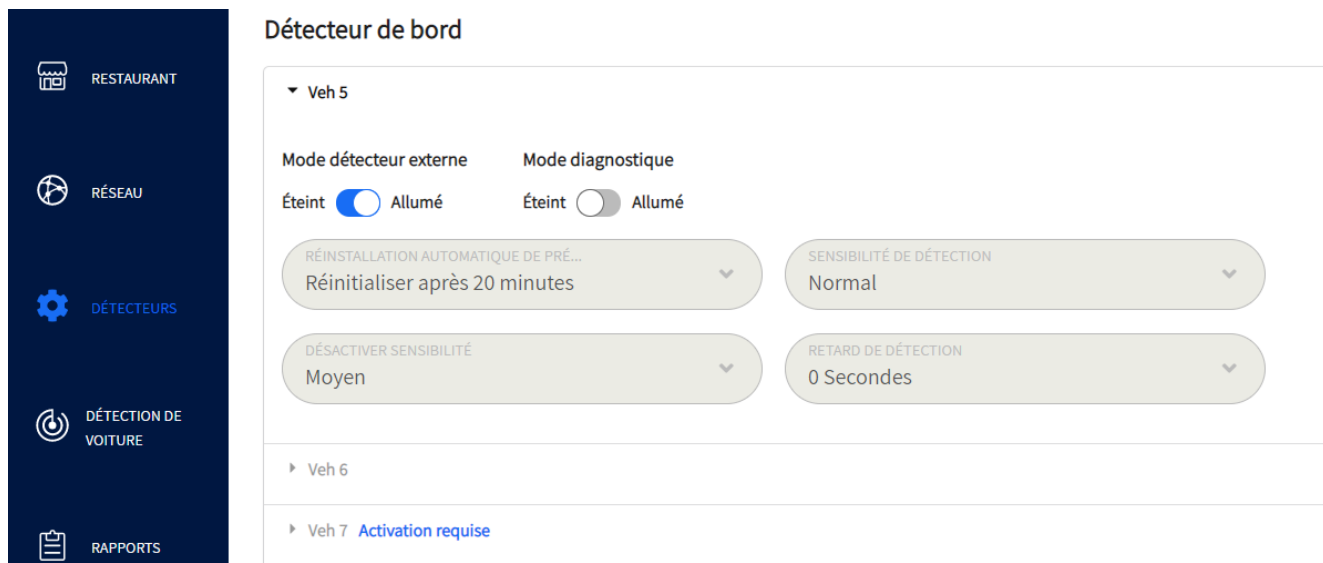 Détecteur de bord
RESTAURANT
RÉSEAU
DÉTECTEURS
DÉTECTION DE
VOITURE
RAPPORTS
Veh 5
Mode détecteur externe
Mode diagnostique
Éteint Allumé
Éteint Allumé
RÉINSTALLATION AUTOMATIQUE DE PRÉ...
Réinitialiser après 20 minutes
SENSIBILITÉ DE DÉTECTION
Normal
DÉSACTIVER SENSIBILITÉ
Moyen
RETARD DE DÉTECTION
0 Secondes
Veh 6
Veh 7 Activation requise